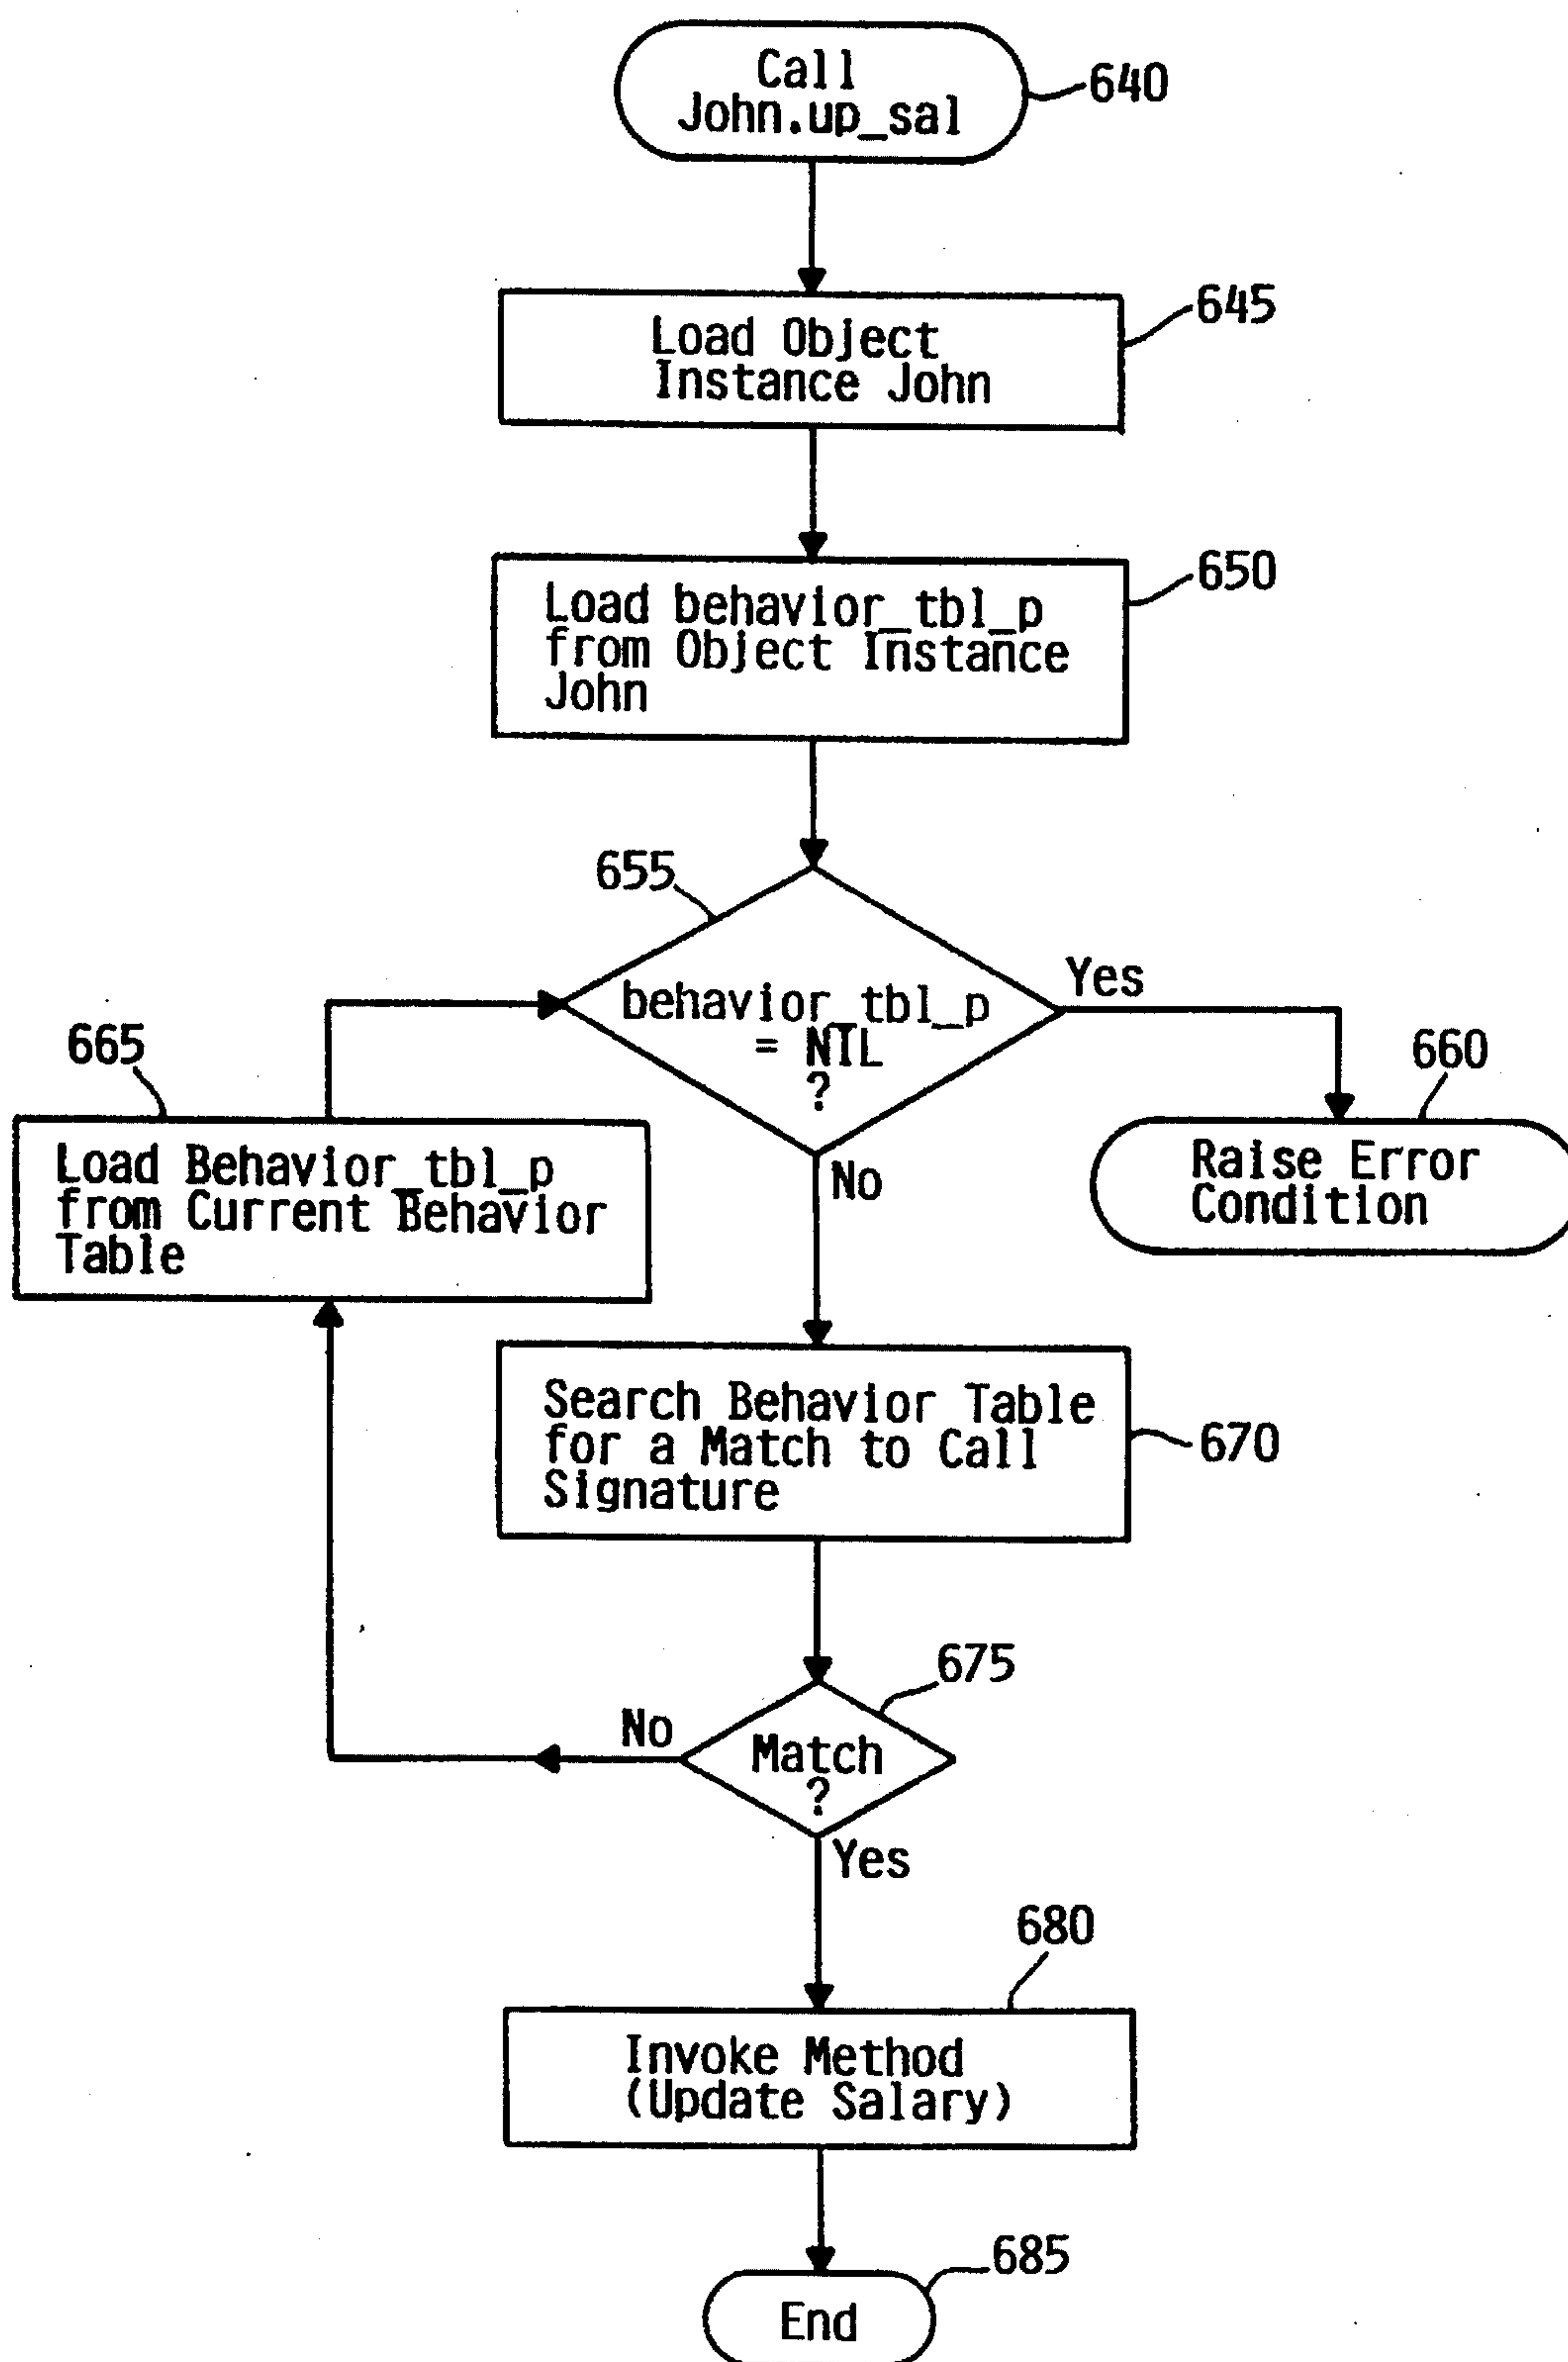 Call
John.up_sal
640
Load Object
Instance John
645
Load behavior_tbl_p
from Object Instance
John
650
655
behavior_tbl_p
= NIL
?
Yes
No
660
Raise Error
Condition
665
Load Behavior_tbl_p
from Current Behavior
Table
Search Behavior Table
for a Match to Call
Signature
670
675
Match
?
No
Yes
680
Invoke Method
(Update Salary)
685
End